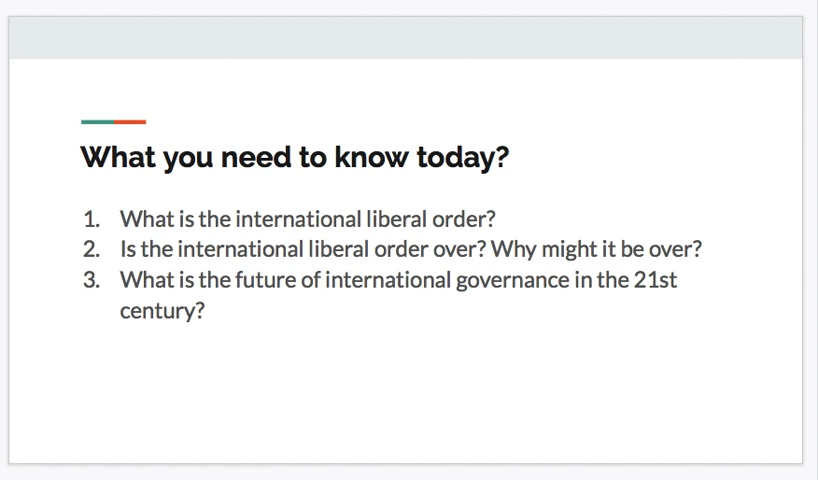 What you need to know today?
1. What is the international liberal order?
2. Is the international liberal order over? Why might it be over?
3. What is the future of international governance in the 21st
century?